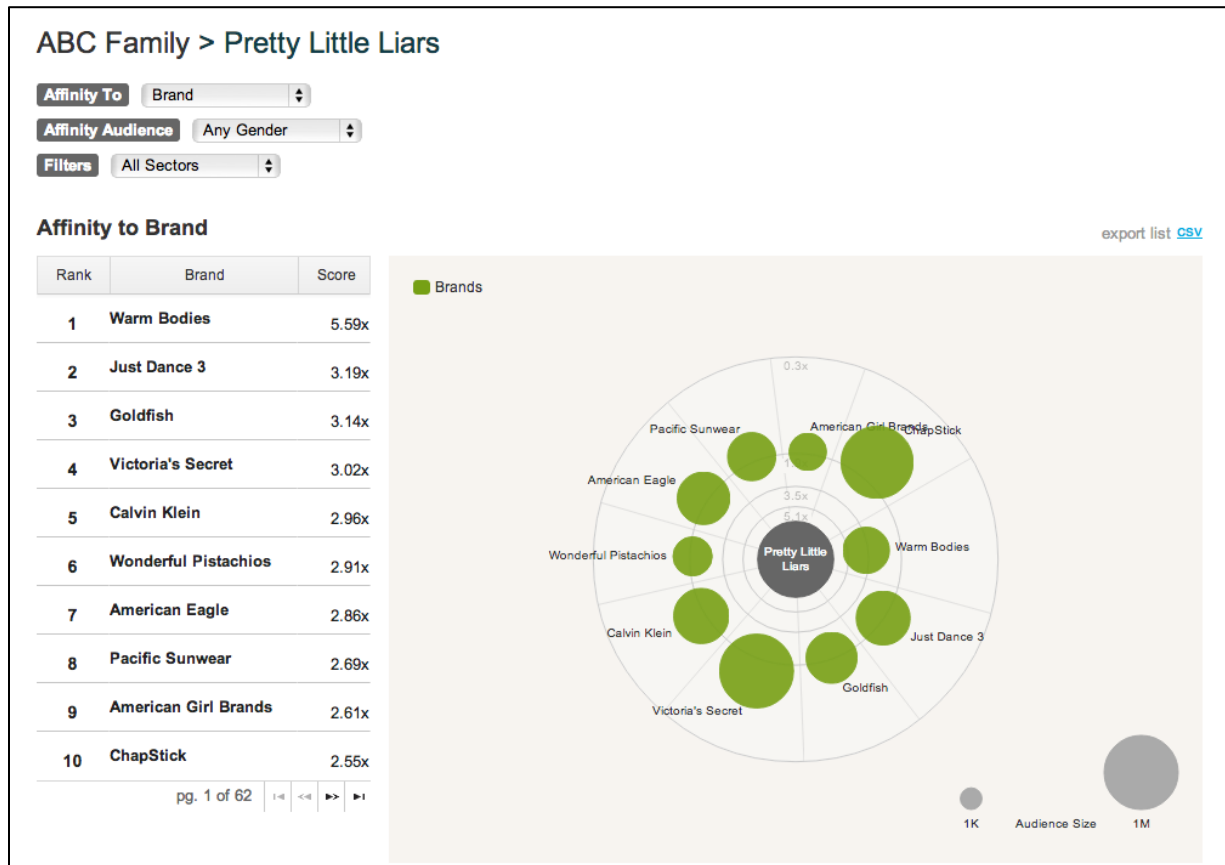 ABC Family > Pretty Little Liars
Affinity To Brand
Affinity Audience Any Gender
Filters All Sectors
Affinity to Brand
export list CSV
Rank Brand Score
1 Warm Bodies 5.59x
2 Just Dance 3 3.19x
3 Goldfish 3.14x
4 Victoria's Secret 3.02x
5 Calvin Klein 2.96x
6 Wonderful Pistachios 2.91x
7 American Eagle 2.86x
8 Pacific Sunwear 2.69x
9 American Girl Brands 2.61x
10 ChapStick 2.55x
pg. 1 of 62
Brands
0.3x
Pacific Sunwear
American Girl Brands
ChapStick
American Eagle
3.5x
5.1x
Wonderful Pistachios
Pretty Little
Liars
Warm Bodies
Calvin Klein
Just Dance 3
Goldfish
Victoria's Secret
1K Audience Size 1M